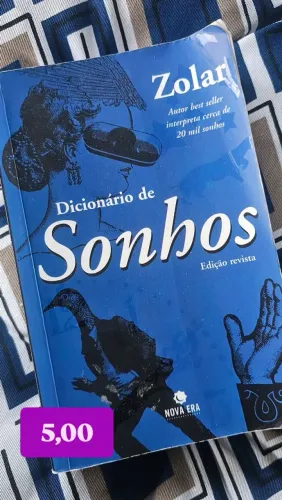 Zolar
Autor best seller
interpreta cerca de
20 mil sonhos
Dicionário de
Sonhos
Edição revista
NOVA ERA
5,00